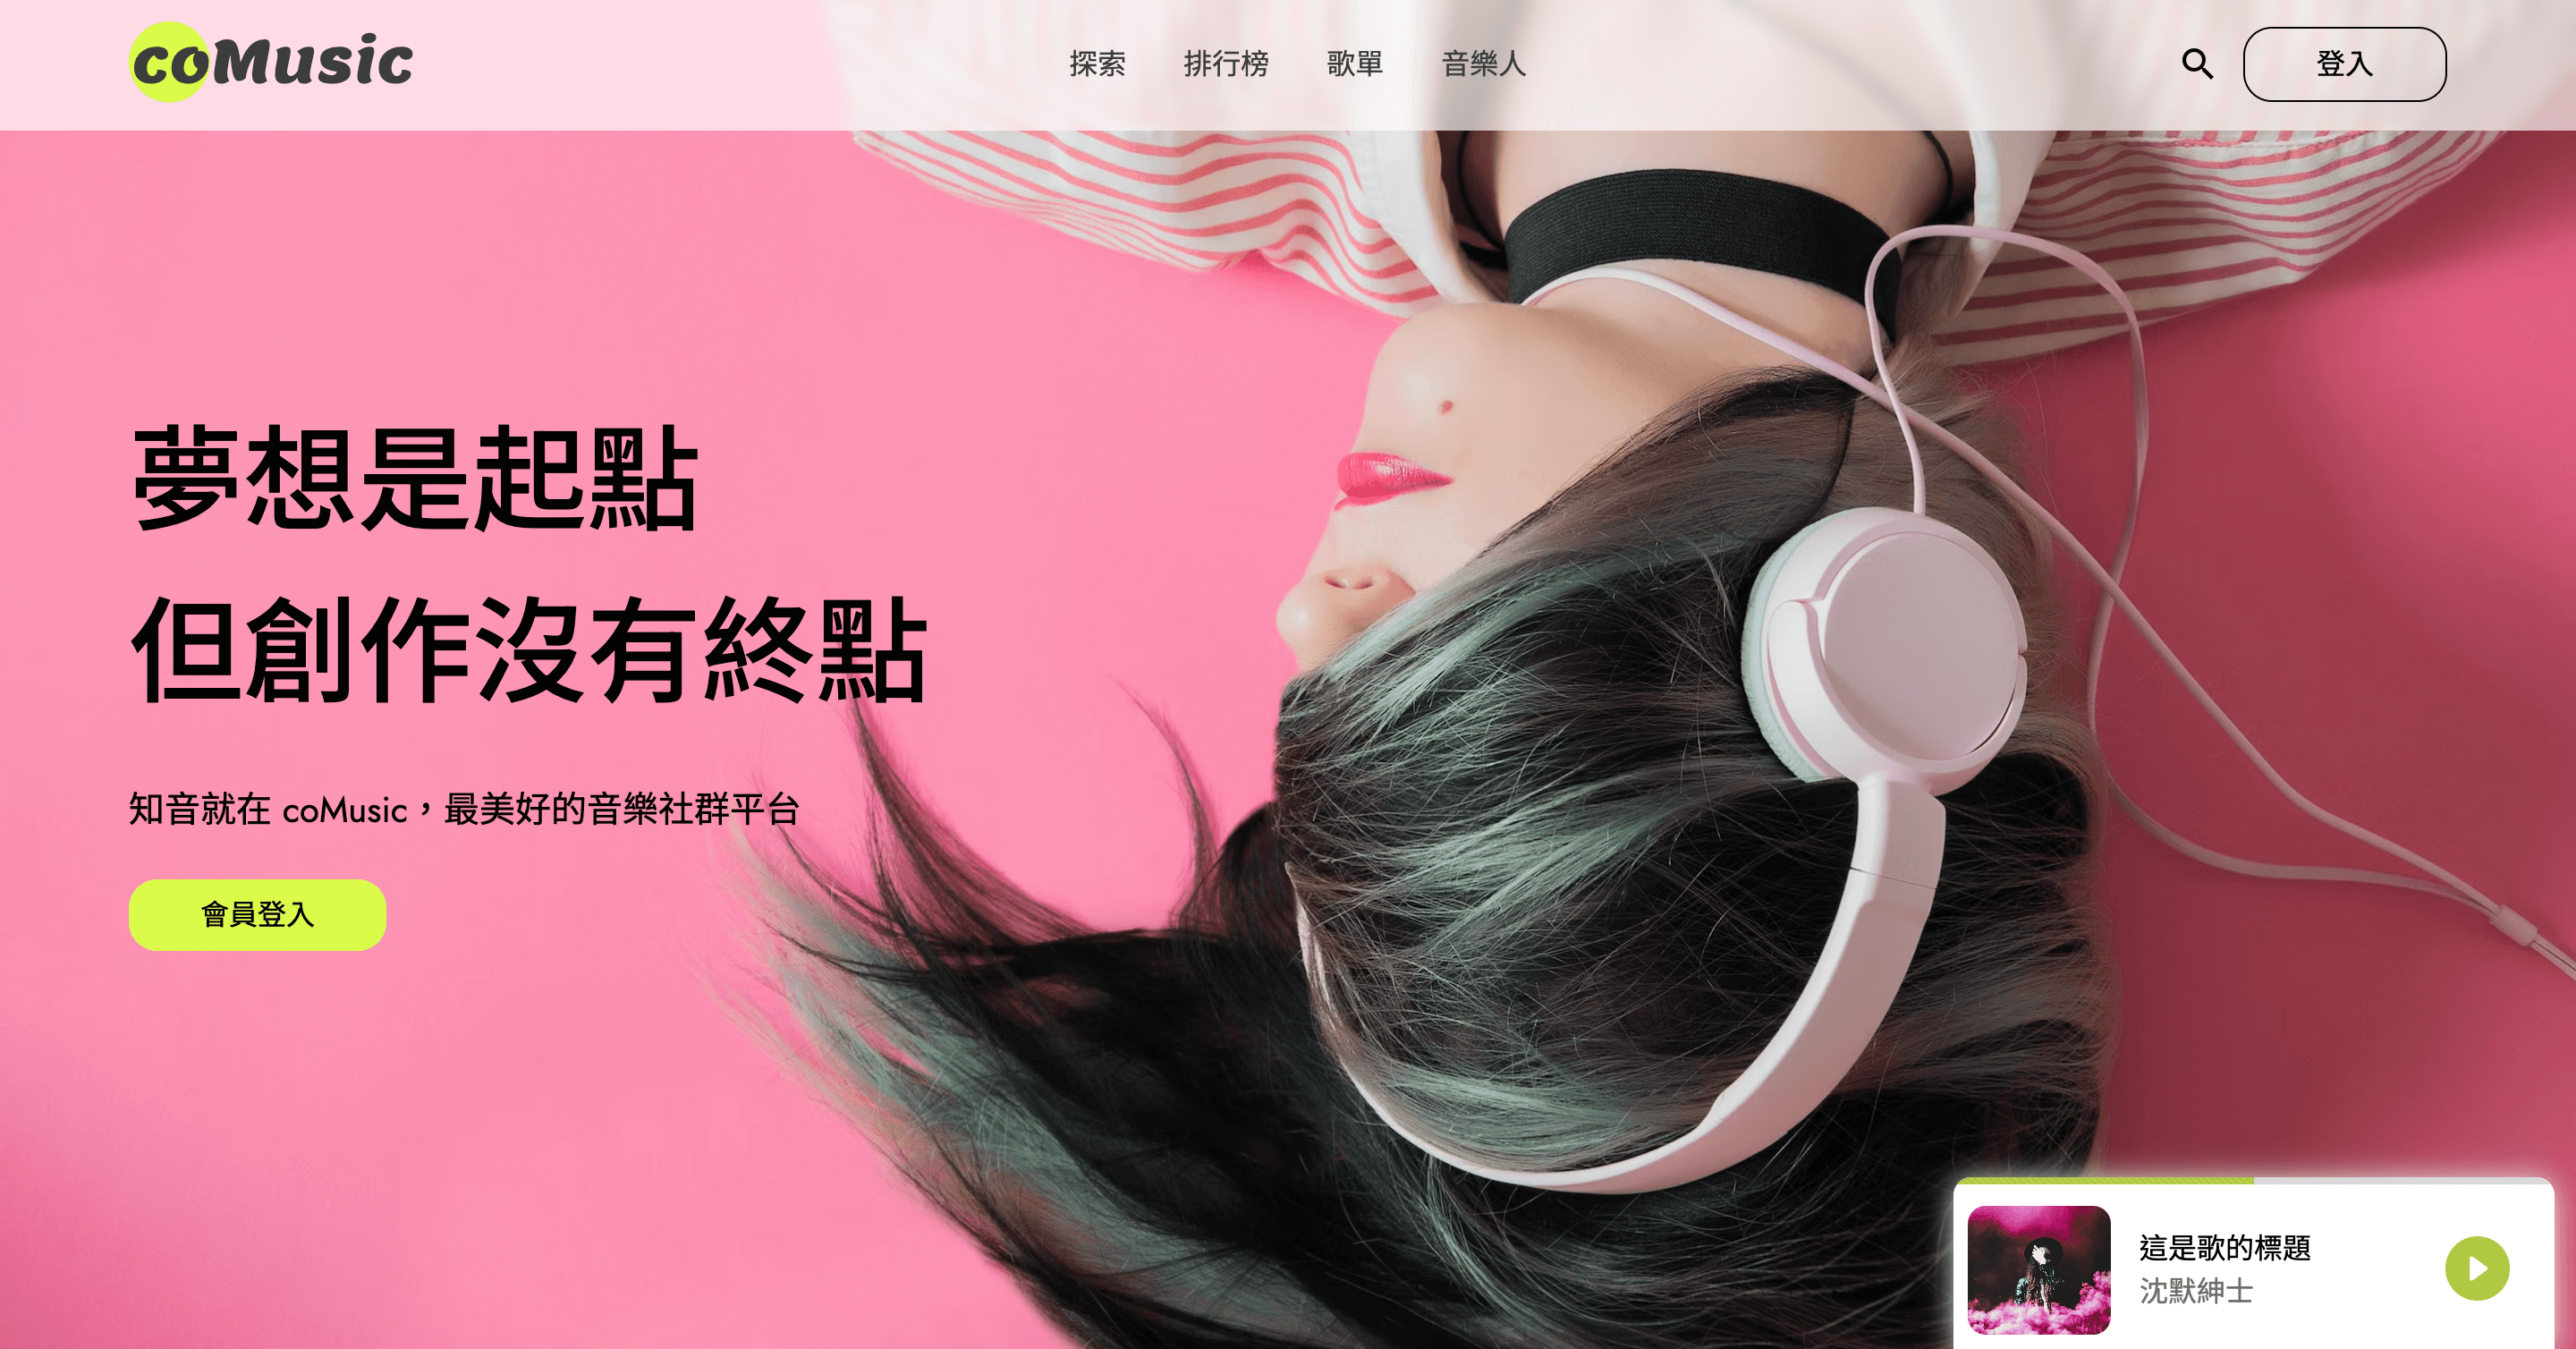 coMusic
探索 排行榜 歌單 音樂人
登入
夢想是起點
但創作沒有終點
知音就在 coMusic，最美好的音樂社群平台
會員登入
這是歌的標題
沈默紳士